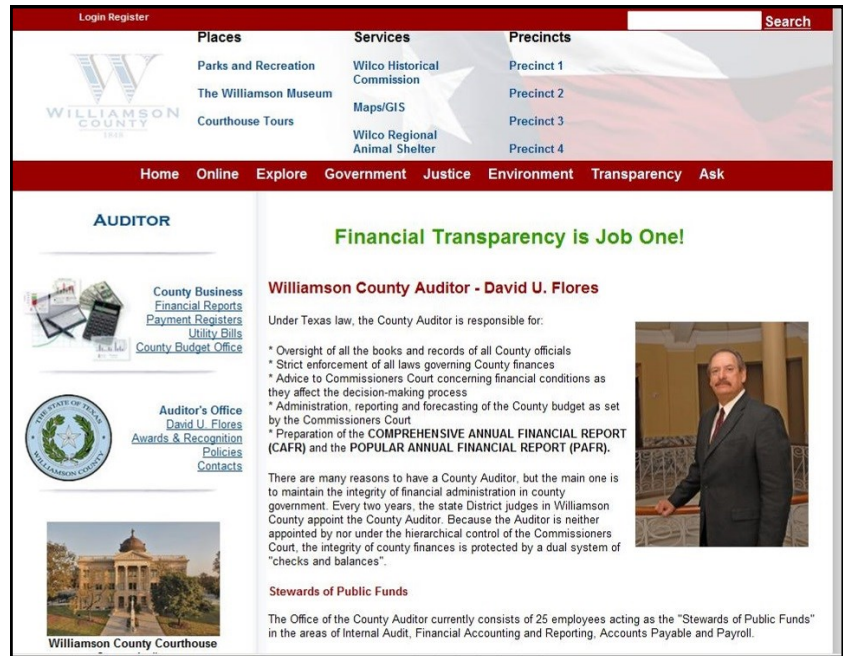 Login Register
Search
Places
Parks and Recreation
The Williamson Museum
Courthouse Tours
Services
Wilco Historical
Commission
Maps/GIS
Wilco Regional
Animal Shelter
Precincts
Precinct 1
Precinct 2
Precinct 3
Precinct 4
WILLIAMSON
COUNTY
1848
Home Online Explore Government Justice Environment Transparency Ask
AUDITOR
County Business
Financial Reports
Payment Registers
Utility Bills
County Budget Office
THE STATE OF TEXAS
WILLIAMSON COUNTY
Auditor's Office
David U. Flores
Awards & Recognition
Policies
Contacts
Williamson County Courthouse
Financial Transparency is Job One!
Williamson County Auditor - David U. Flores
Under Texas law, the County Auditor is responsible for:
* Oversight of all the books and records of all County officials
* Strict enforcement of all laws governing County finances
* Advice to Commissioners Court concerning financial conditions as
they affect the decision-making process
* Administration, reporting and forecasting of the County budget as set
by the Commissioners Court
* Preparation of the COMPREHENSIVE ANNUAL FINANCIAL REPORT
(CAFR) and the POPULAR ANNUAL FINANCIAL REPORT (PAFR).
There are many reasons to have a County Auditor, but the main one is
to maintain the integrity of financial administration in county
government. Every two years, the state District judges in Williamson
County appoint the County Auditor. Because the Auditor is neither
appointed by nor under the hierarchical control of the Commissioners
Court, the integrity of county finances is protected by a dual system of
"checks and balances".
Stewards of Public Funds
The Office of the County Auditor currently consists of 25 employees acting as the "Stewards of Public Funds"
in the areas of Internal Audit, Financial Accounting and Reporting, Accounts Payable and Payroll.